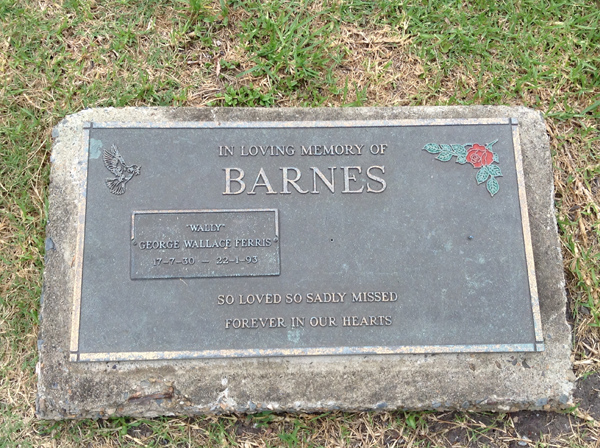 IN LOVING MEMORY OF
BARNES
"WALLY"
GEORGE WALLACE FERRIS
17-7-30 — 22-1-93
SO LOVED SO SADLY MISSED
FOREVER IN OUR HEARTS